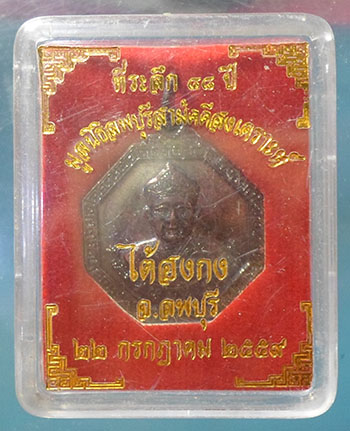 ที่ระลึก ๔๘ ปี
มูลนิธิลพบุรีสามัคคีสงเคราะห์
ไต้ฮงกง
จ.ลพบุรี
๒๒ กรกฎาคม ๒๕๕๙